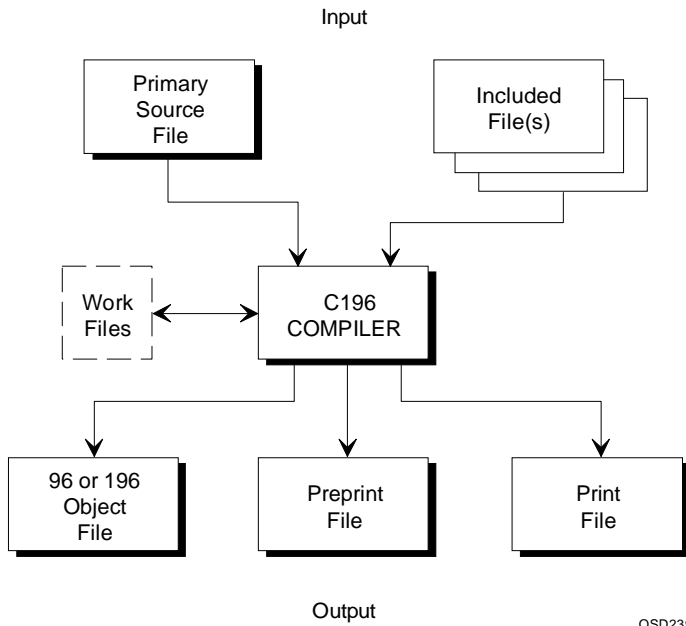 Input
Primary
Source
File
Included
File(s)
Work
Files
C196
COMPILER
96 or 196
Object
File
Preprint
File
Print
File
Output